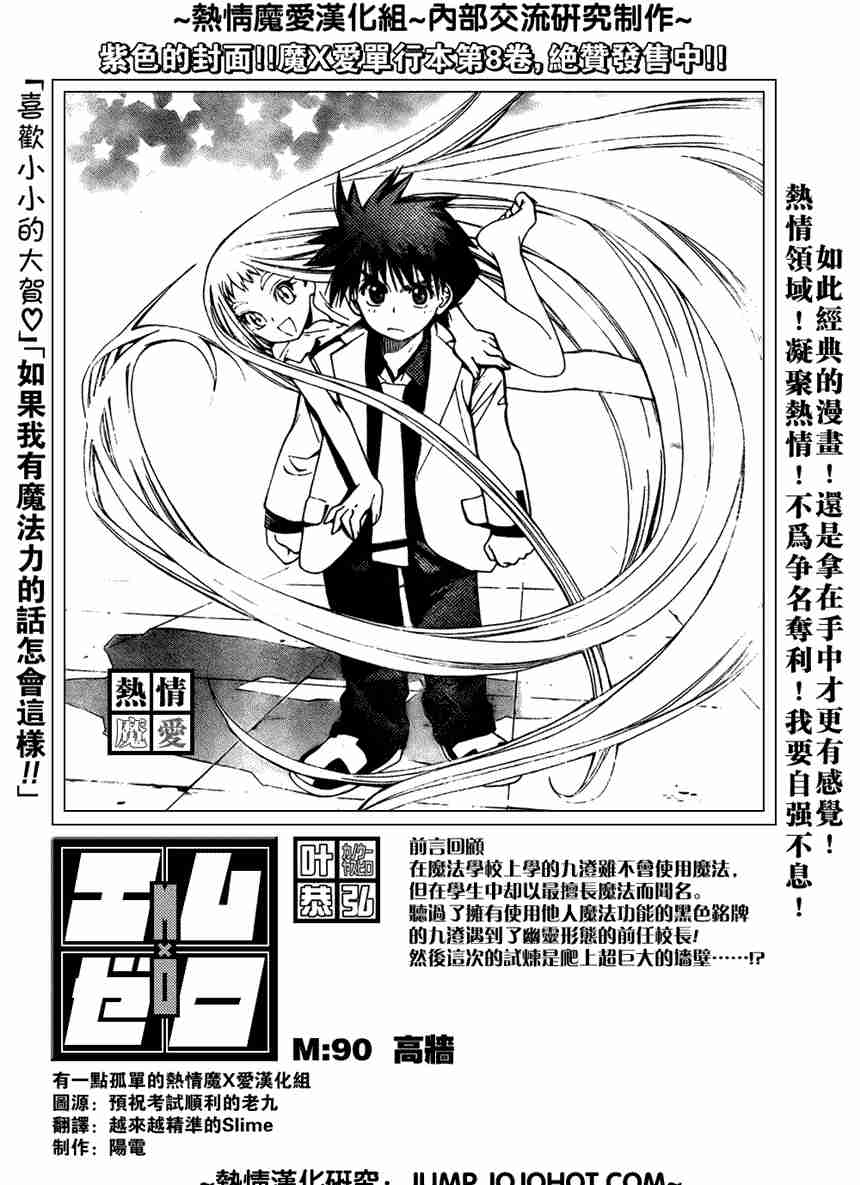 ~熱情魔愛漢化組~內部交流研究制作~
紫色的封面!!魔X愛單行本第8卷,絶贊發售中!!
「喜歡小小的大賀♡」「如果我有魔法力的話怎會這樣!!」
如此經典的漫畫！還是拿在手中才更有感覺！
熱情領域！凝聚熱情！不爲争名奪利！我要自强不息！
熱情
魔愛
エム
M×0
ゼロ
叶
恭弘
前言回顧
在魔法學校上學的九澄雖不會使用魔法,
但在學生中却以最擅長魔法而聞名。
聽過了擁有使用他人魔法功能的黑色銘牌
的九澄遇到了幽靈形態的前任校長!
然後這次的試煉是爬上超巨大的墙壁……!?
M:90 高牆
有一點孤單的熱情魔X愛漢化組
圖源：預祝考試順利的老九
翻譯：越來越精準的Slime
制作：陽電
~熱情漢化研究：JUMP.JOJOHOT.COM~